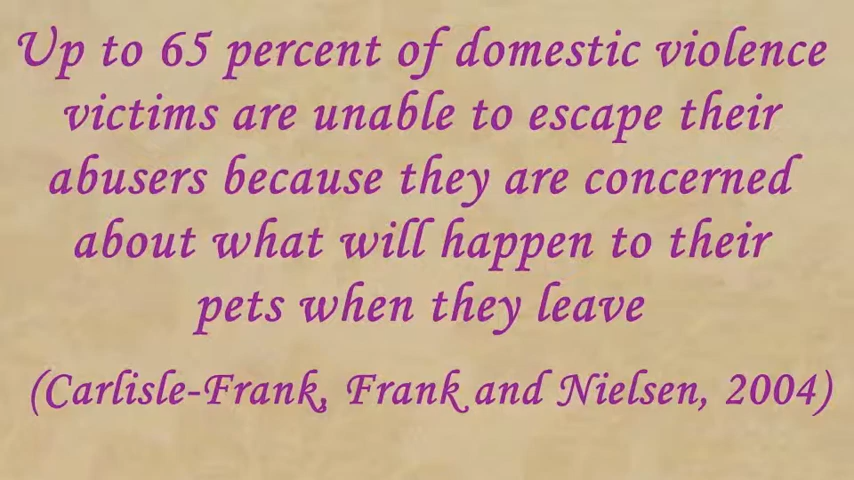 Up to 65 percent of domestic violence
victims are unable to escape their
abusers because they are concerned
about what will happen to their
pets when they leave
(Carlisle-Frank, Frank and Nielsen, 2004)